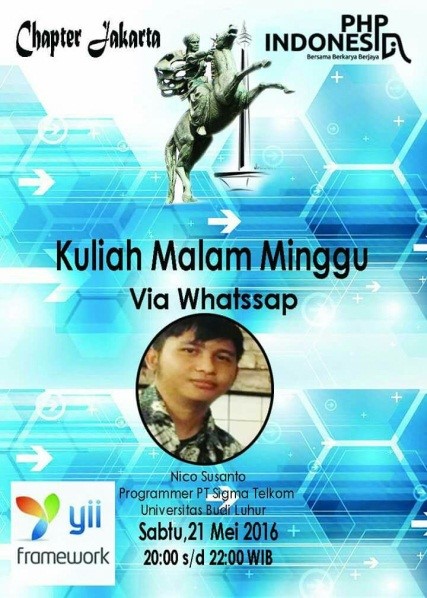 Chapter Jakarta
PHP
INDONESIA
Bersama Berkarya Berjaya
Kuliah Malam Minggu
Via Whatssap
Nico Susanto
Programmer PT Sigma Telkom
Universitas Budi Luhur
Sabtu,21 Mei 2016
20:00 s/d 22:00 WIB
yii
framework